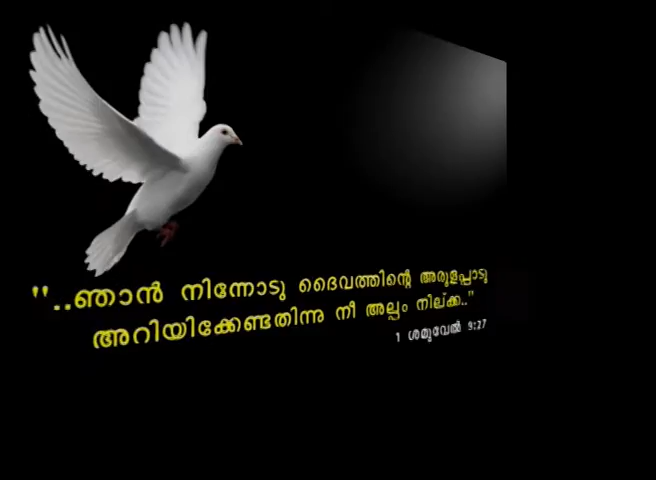 "..ഞാൻ നിന്നോടു ദൈവത്തിന്റെ അരുളപ്പാടു
അറിയിക്കേണ്ടതിന്നു നീ അല്പം നില്ക്ക.."
1 ശമൂവേൽ 9:27